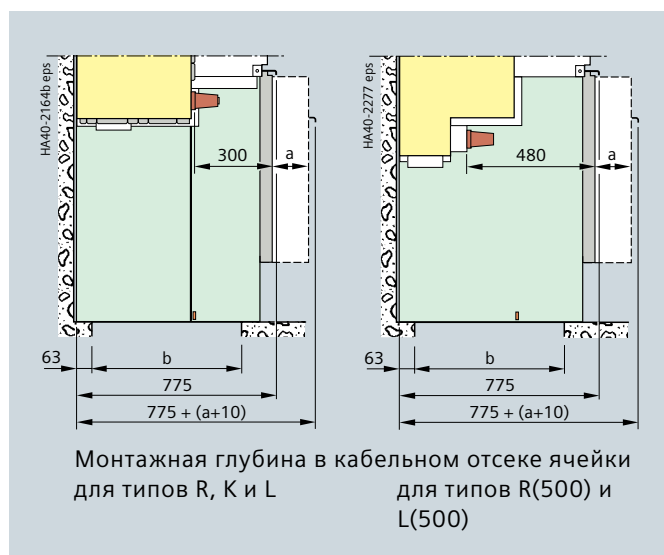 HA40-2164b eps
300
a
63
b
775
775 + (a+10)
HA40-2277 eps
480
a
63
b
775
775 + (a+10)
Монтажная глубина в кабельном отсеке ячейки
для типов R, K и L
для типов R(500) и
L(500)